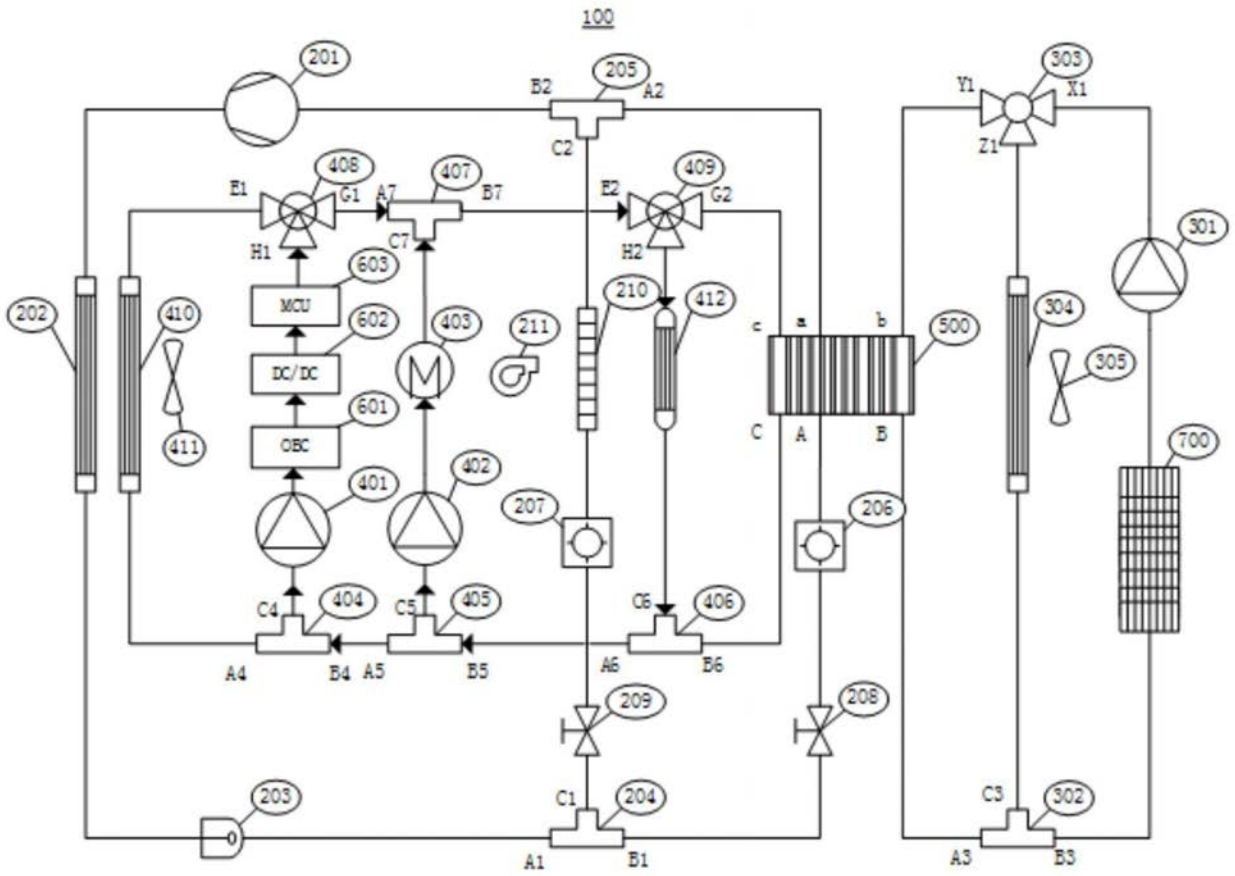 100
201
205
303
B2
A2
Y1
X1
C2
Z1
408
407
409
E1
G1
A7
B7
E2
G2
H1
C7
H2
301
603
MCU
602
403
211
210
412
202
410
DC/DC
c
a
b
500
304
305
601
OBC
411
C
A
B
700
401
402
207
206
C4
404
C5
405
C6
406
A4
B4
A5
B5
A6
B6
209
208
203
C1
204
C3
302
A1
B1
A3
B3